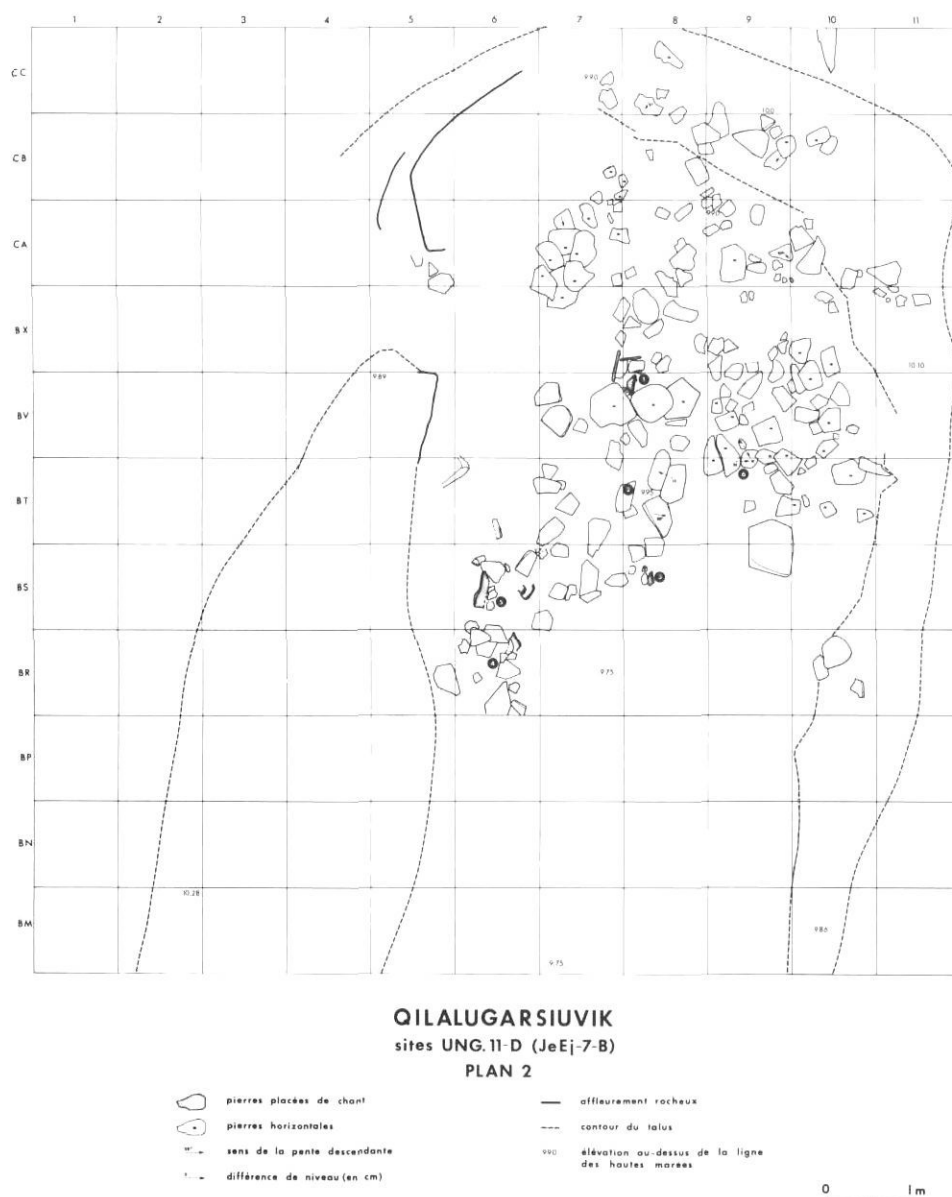 1 2 3 4 5 6 7 8 9 10 11
CC
CB
CA
BX
BV
BT
BS
BR
BP
BN
BM
990
100
9.89
10.10
995
9.75
10.28
9.86
9.75
QILALUGARSIUVIK
sites UNG.11-D (JeEj-7-B)
PLAN 2
pierres placées de chant
pierres horizontales
sens de la pente descendante
différence de niveau (en cm)
affleurement rocheux
contour du talus
990 élévation au-dessus de la ligne
des hautes marées
0 1m